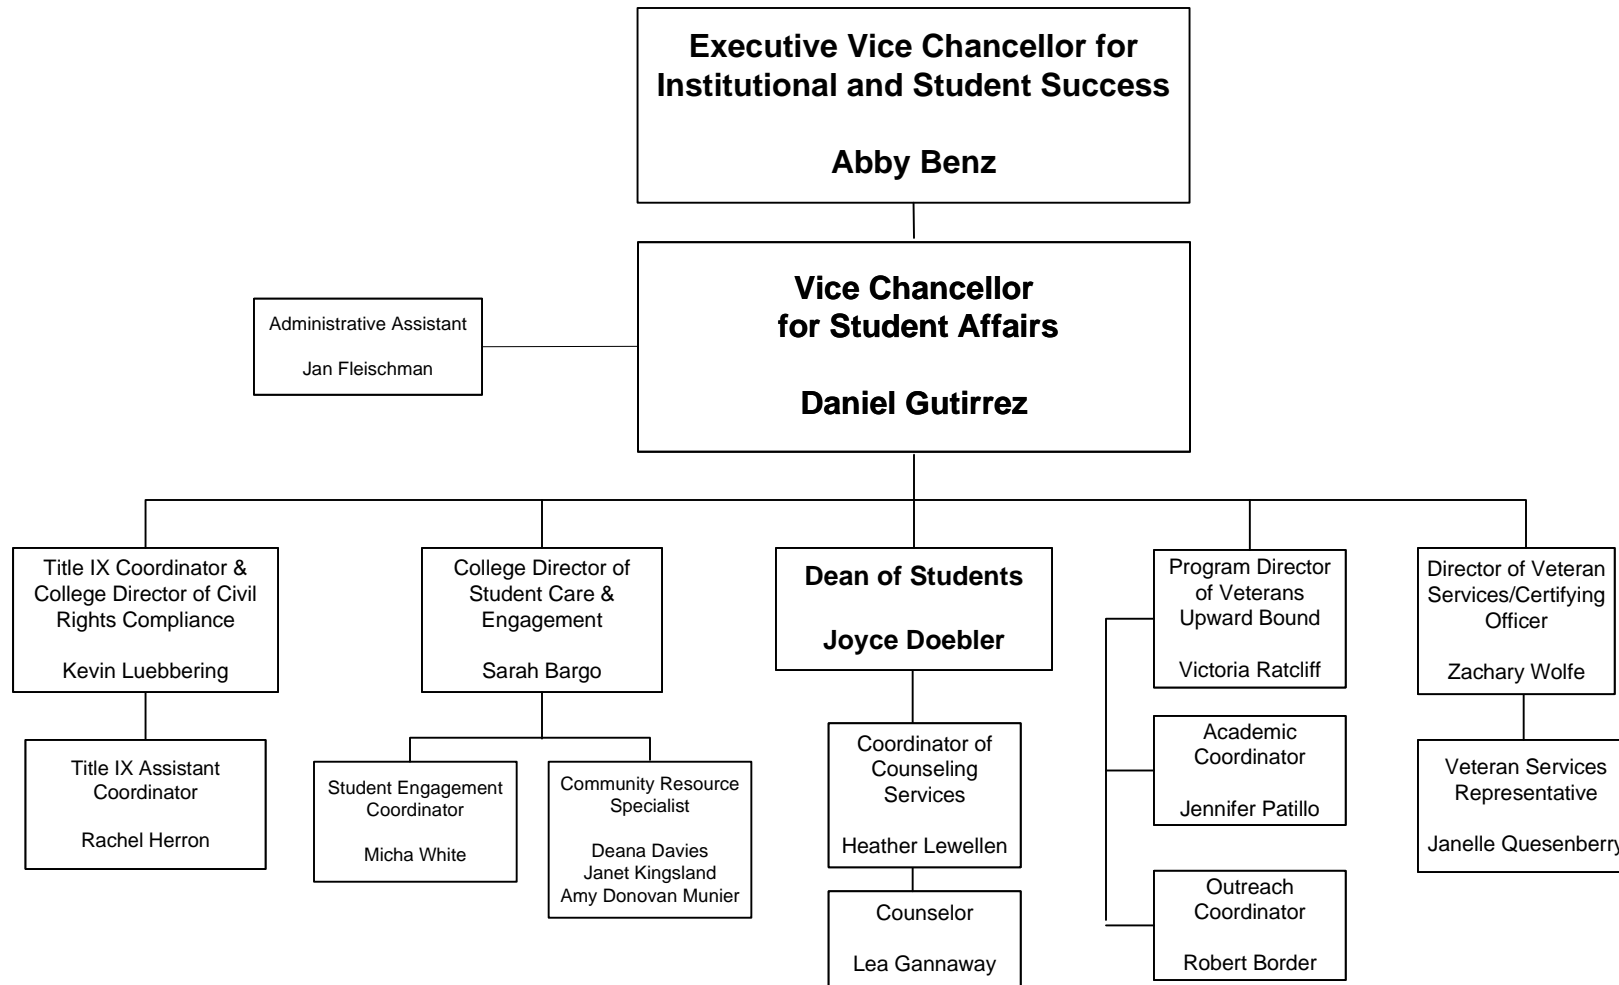 Executive Vice Chancellor for
Institutional and Student Success
Abby Benz
Vice Chancellor
for Student Affairs
Daniel Gutirrez
Administrative Assistant
Jan Fleischman
Title IX Coordinator &
College Director of Civil
Rights Compliance
Kevin Luebbering
Title IX Assistant
Coordinator
Rachel Herron
College Director of
Student Care &
Engagement
Sarah Bargo
Student Engagement
Coordinator
Micha White
Community Resource
Specialist
Deana Davies
Janet Kingsland
Amy Donovan Munier
Dean of Students
Joyce Doebler
Coordinator of
Counseling
Services
Heather Lewellen
Counselor
Lea Gannaway
Program Director
of Veterans
Upward Bound
Victoria Ratcliff
Academic
Coordinator
Jennifer Patillo
Outreach
Coordinator
Robert Border
Director of Veteran
Services/Certifying
Officer
Zachary Wolfe
Veteran Services
Representative
Janelle Quesenberry